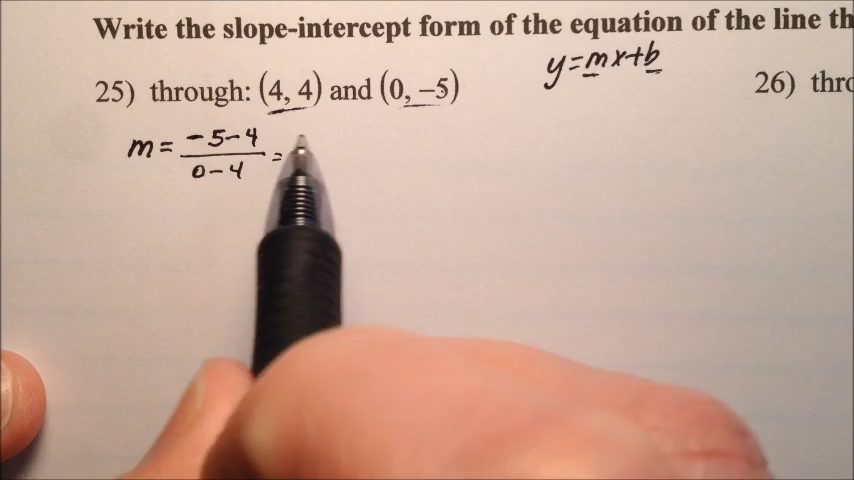 Write the slope-intercept form of the equation of the line th
y=mx+b
25) through: (4, 4) and (0, −5)
26) thro
m = -5-4 / 0-4 =